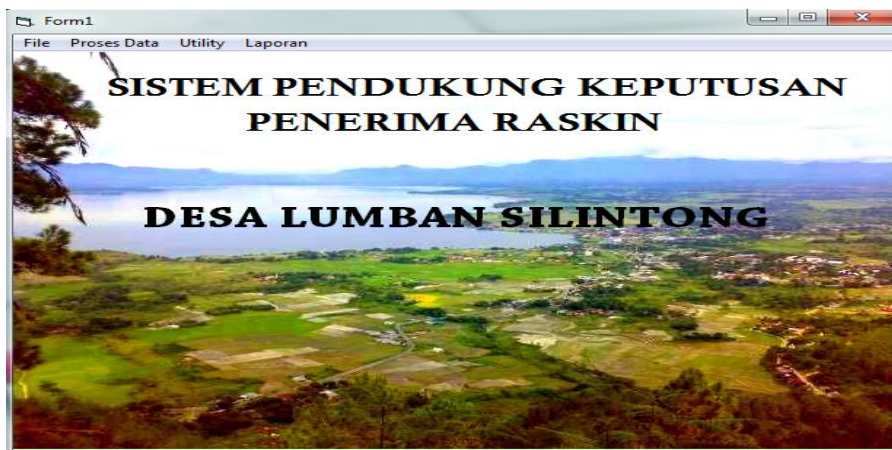 Form1
File Proses Data Utility Laporan
SISTEM PENDUKUNG KEPUTUSAN
PENERIMA RASKIN
DESA LUMBAN SILINTONG